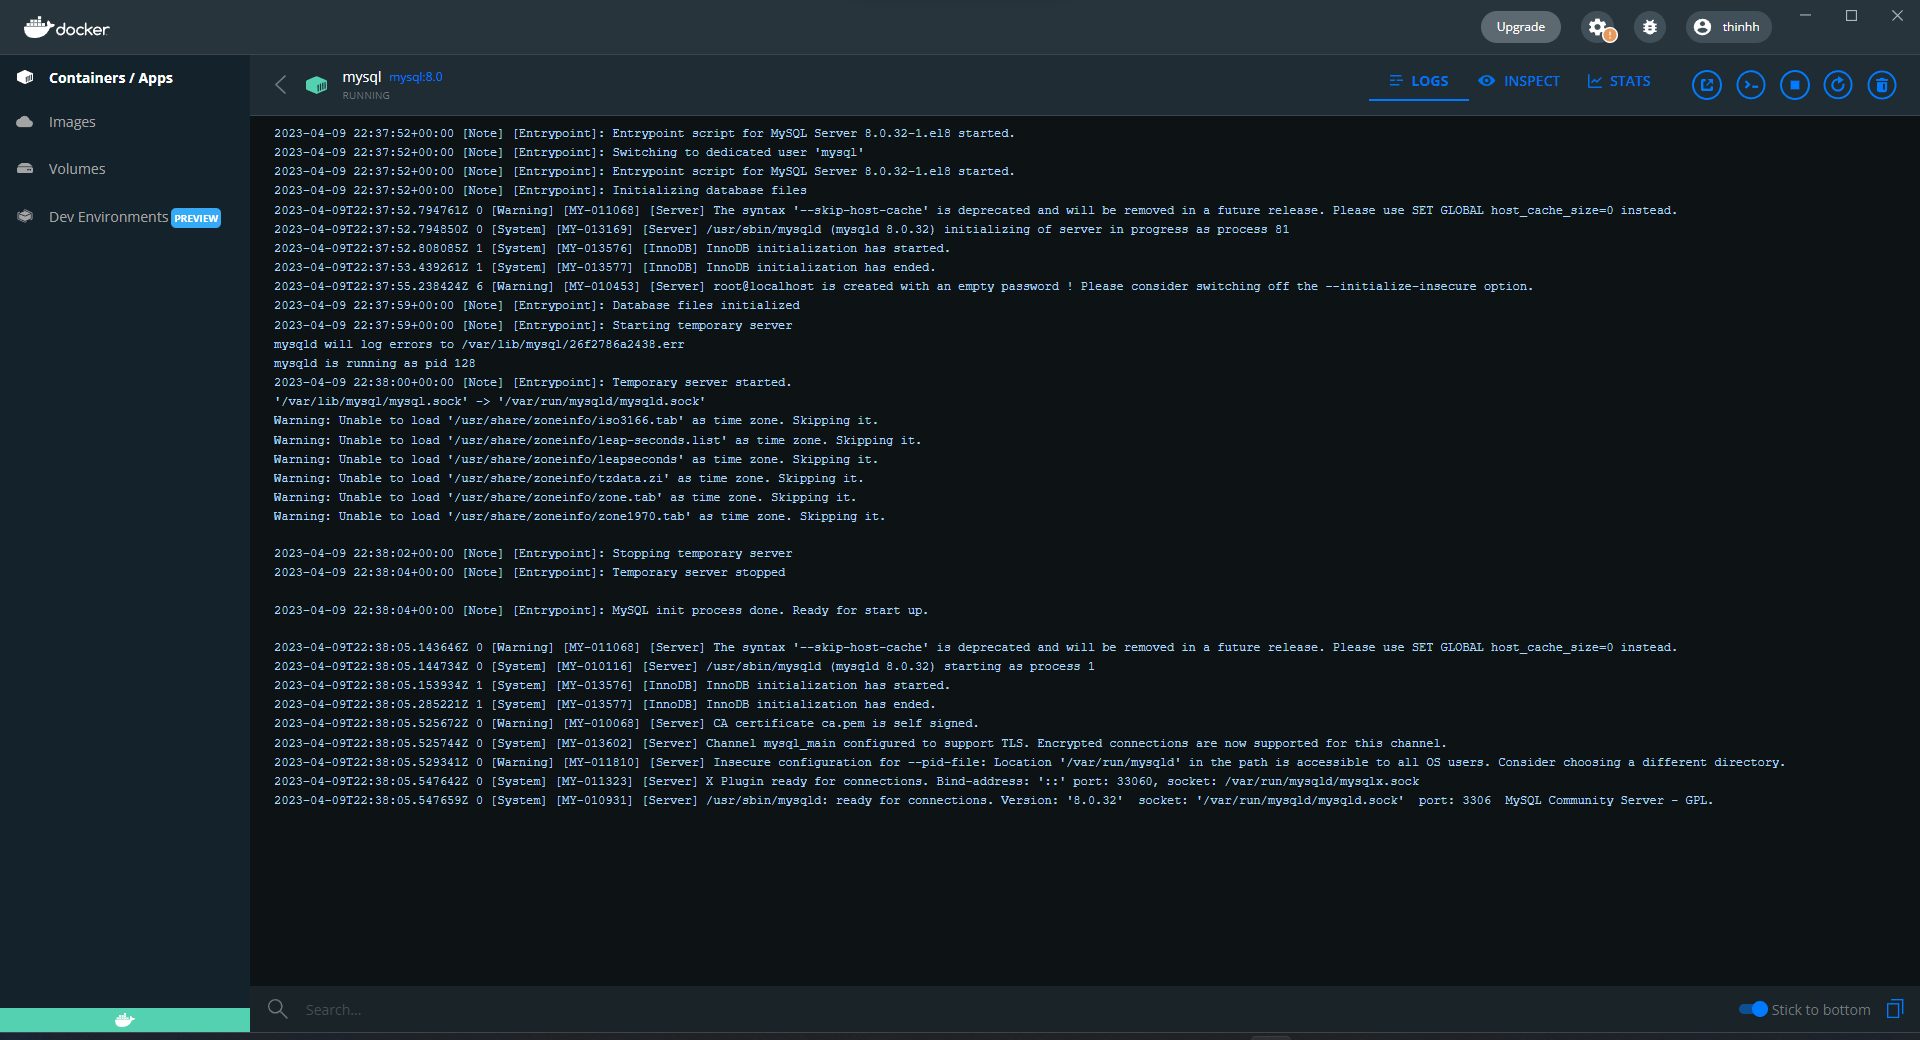 docker
Upgrade
thinhh
Containers / Apps
Images
Volumes
Dev Environments PREVIEW
mysql mysql:8.0
RUNNING
LOGS
INSPECT
STATS
2023-04-09 22:37:52+00:00 [Note] [Entrypoint]: Entrypoint script for MySQL Server 8.0.32-1.el8 started.
2023-04-09 22:37:52+00:00 [Note] [Entrypoint]: Switching to dedicated user 'mysql'
2023-04-09 22:37:52+00:00 [Note] [Entrypoint]: Entrypoint script for MySQL Server 8.0.32-1.el8 started.
2023-04-09 22:37:52+00:00 [Note] [Entrypoint]: Initializing database files
2023-04-09T22:37:52.794761Z 0 [Warning] [MY-011068] [Server] The syntax '--skip-host-cache' is deprecated and will be removed in a future release. Please use SET GLOBAL host_cache_size=0 instead.
2023-04-09T22:37:52.794850Z 0 [System] [MY-013169] [Server] /usr/sbin/mysqld (mysqld 8.0.32) initializing of server in progress as process 81
2023-04-09T22:37:52.808085Z 1 [System] [MY-013576] [InnoDB] InnoDB initialization has started.
2023-04-09T22:37:53.439261Z 1 [System] [MY-013577] [InnoDB] InnoDB initialization has ended.
2023-04-09T22:37:55.238424Z 6 [Warning] [MY-010453] [Server] root@localhost is created with an empty password ! Please consider switching off the --initialize-insecure option.
2023-04-09 22:37:59+00:00 [Note] [Entrypoint]: Database files initialized
2023-04-09 22:37:59+00:00 [Note] [Entrypoint]: Starting temporary server
mysqld will log errors to /var/lib/mysql/26f2786a2438.err
mysqld is running as pid 128
2023-04-09 22:38:00+00:00 [Note] [Entrypoint]: Temporary server started.
'/var/lib/mysql/mysql.sock' -> '/var/run/mysqld/mysqld.sock'
Warning: Unable to load '/usr/share/zoneinfo/iso3166.tab' as time zone. Skipping it.
Warning: Unable to load '/usr/share/zoneinfo/leap-seconds.list' as time zone. Skipping it.
Warning: Unable to load '/usr/share/zoneinfo/leapseconds' as time zone. Skipping it.
Warning: Unable to load '/usr/share/zoneinfo/tzdata.zi' as time zone. Skipping it.
Warning: Unable to load '/usr/share/zoneinfo/zone.tab' as time zone. Skipping it.
Warning: Unable to load '/usr/share/zoneinfo/zone1970.tab' as time zone. Skipping it.
2023-04-09 22:38:02+00:00 [Note] [Entrypoint]: Stopping temporary server
2023-04-09 22:38:04+00:00 [Note] [Entrypoint]: Temporary server stopped
2023-04-09 22:38:04+00:00 [Note] [Entrypoint]: MySQL init process done. Ready for start up.
2023-04-09T22:38:05.143646Z 0 [Warning] [MY-011068] [Server] The syntax '--skip-host-cache' is deprecated and will be removed in a future release. Please use SET GLOBAL host_cache_size=0 instead.
2023-04-09T22:38:05.144734Z 0 [System] [MY-010116] [Server] /usr/sbin/mysqld (mysqld 8.0.32) starting as process 1
2023-04-09T22:38:05.153934Z 1 [System] [MY-013576] [InnoDB] InnoDB initialization has started.
2023-04-09T22:38:05.285221Z 1 [System] [MY-013577] [InnoDB] InnoDB initialization has ended.
2023-04-09T22:38:05.525672Z 0 [Warning] [MY-010068] [Server] CA certificate ca.pem is self signed.
2023-04-09T22:38:05.525744Z 0 [System] [MY-013602] [Server] Channel mysql_main configured to support TLS. Encrypted connections are now supported for this channel.
2023-04-09T22:38:05.529341Z 0 [Warning] [MY-011810] [Server] Insecure configuration for --pid-file: Location '/var/run/mysqld' in the path is accessible to all OS users. Consider choosing a different directory.
2023-04-09T22:38:05.547642Z 0 [System] [MY-011323] [Server] X Plugin ready for connections. Bind-address: '::' port: 33060, socket: /var/run/mysqld/mysqlx.sock
2023-04-09T22:38:05.547659Z 0 [System] [MY-010931] [Server] /usr/sbin/mysqld: ready for connections. Version: '8.0.32'  socket: '/var/run/mysqld/mysqld.sock'  port: 3306  MySQL Community Server - GPL.
Search...
Stick to bottom